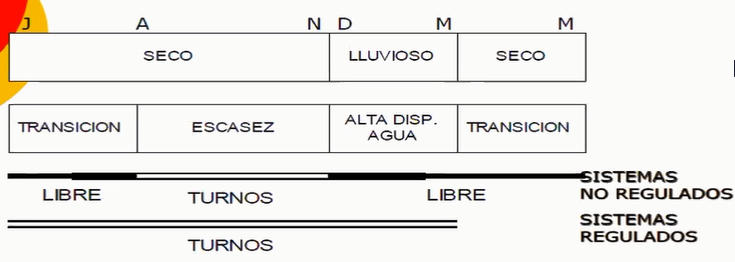 J A N D M M
SECO LLUVIOSO SECO
TRANSICION ESCASEZ ALTA DISP. AGUA TRANSICION
LIBRE TURNOS LIBRE SISTEMAS NO REGULADOS
TURNOS SISTEMAS REGULADOS